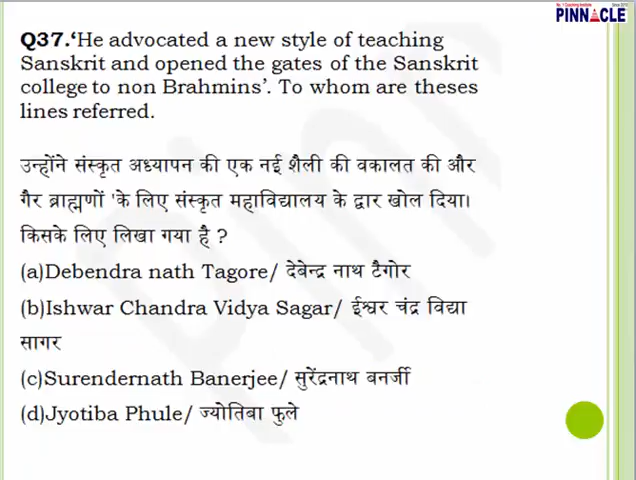 PINNACLE
Q37.‘He advocated a new style of teaching
Sanskrit and opened the gates of the Sanskrit
college to non Brahmins’. To whom are theses
lines referred.
उन्होंने संस्कृत अध्यापन की एक नई शैली की वकालत की और
गैर ब्राह्मणों 'के लिए संस्कृत महाविद्यालय के द्वार खोल दिया।
किसके लिए लिखा गया है ?
(a)Debendra nath Tagore/ देबेन्द्र नाथ टैगोर
(b)Ishwar Chandra Vidya Sagar/ ईश्वर चंद्र विद्या
सागर
(c)Surendernath Banerjee/ सुरेंद्रनाथ बनर्जी
(d)Jyotiba Phule/ ज्योतिबा फुले